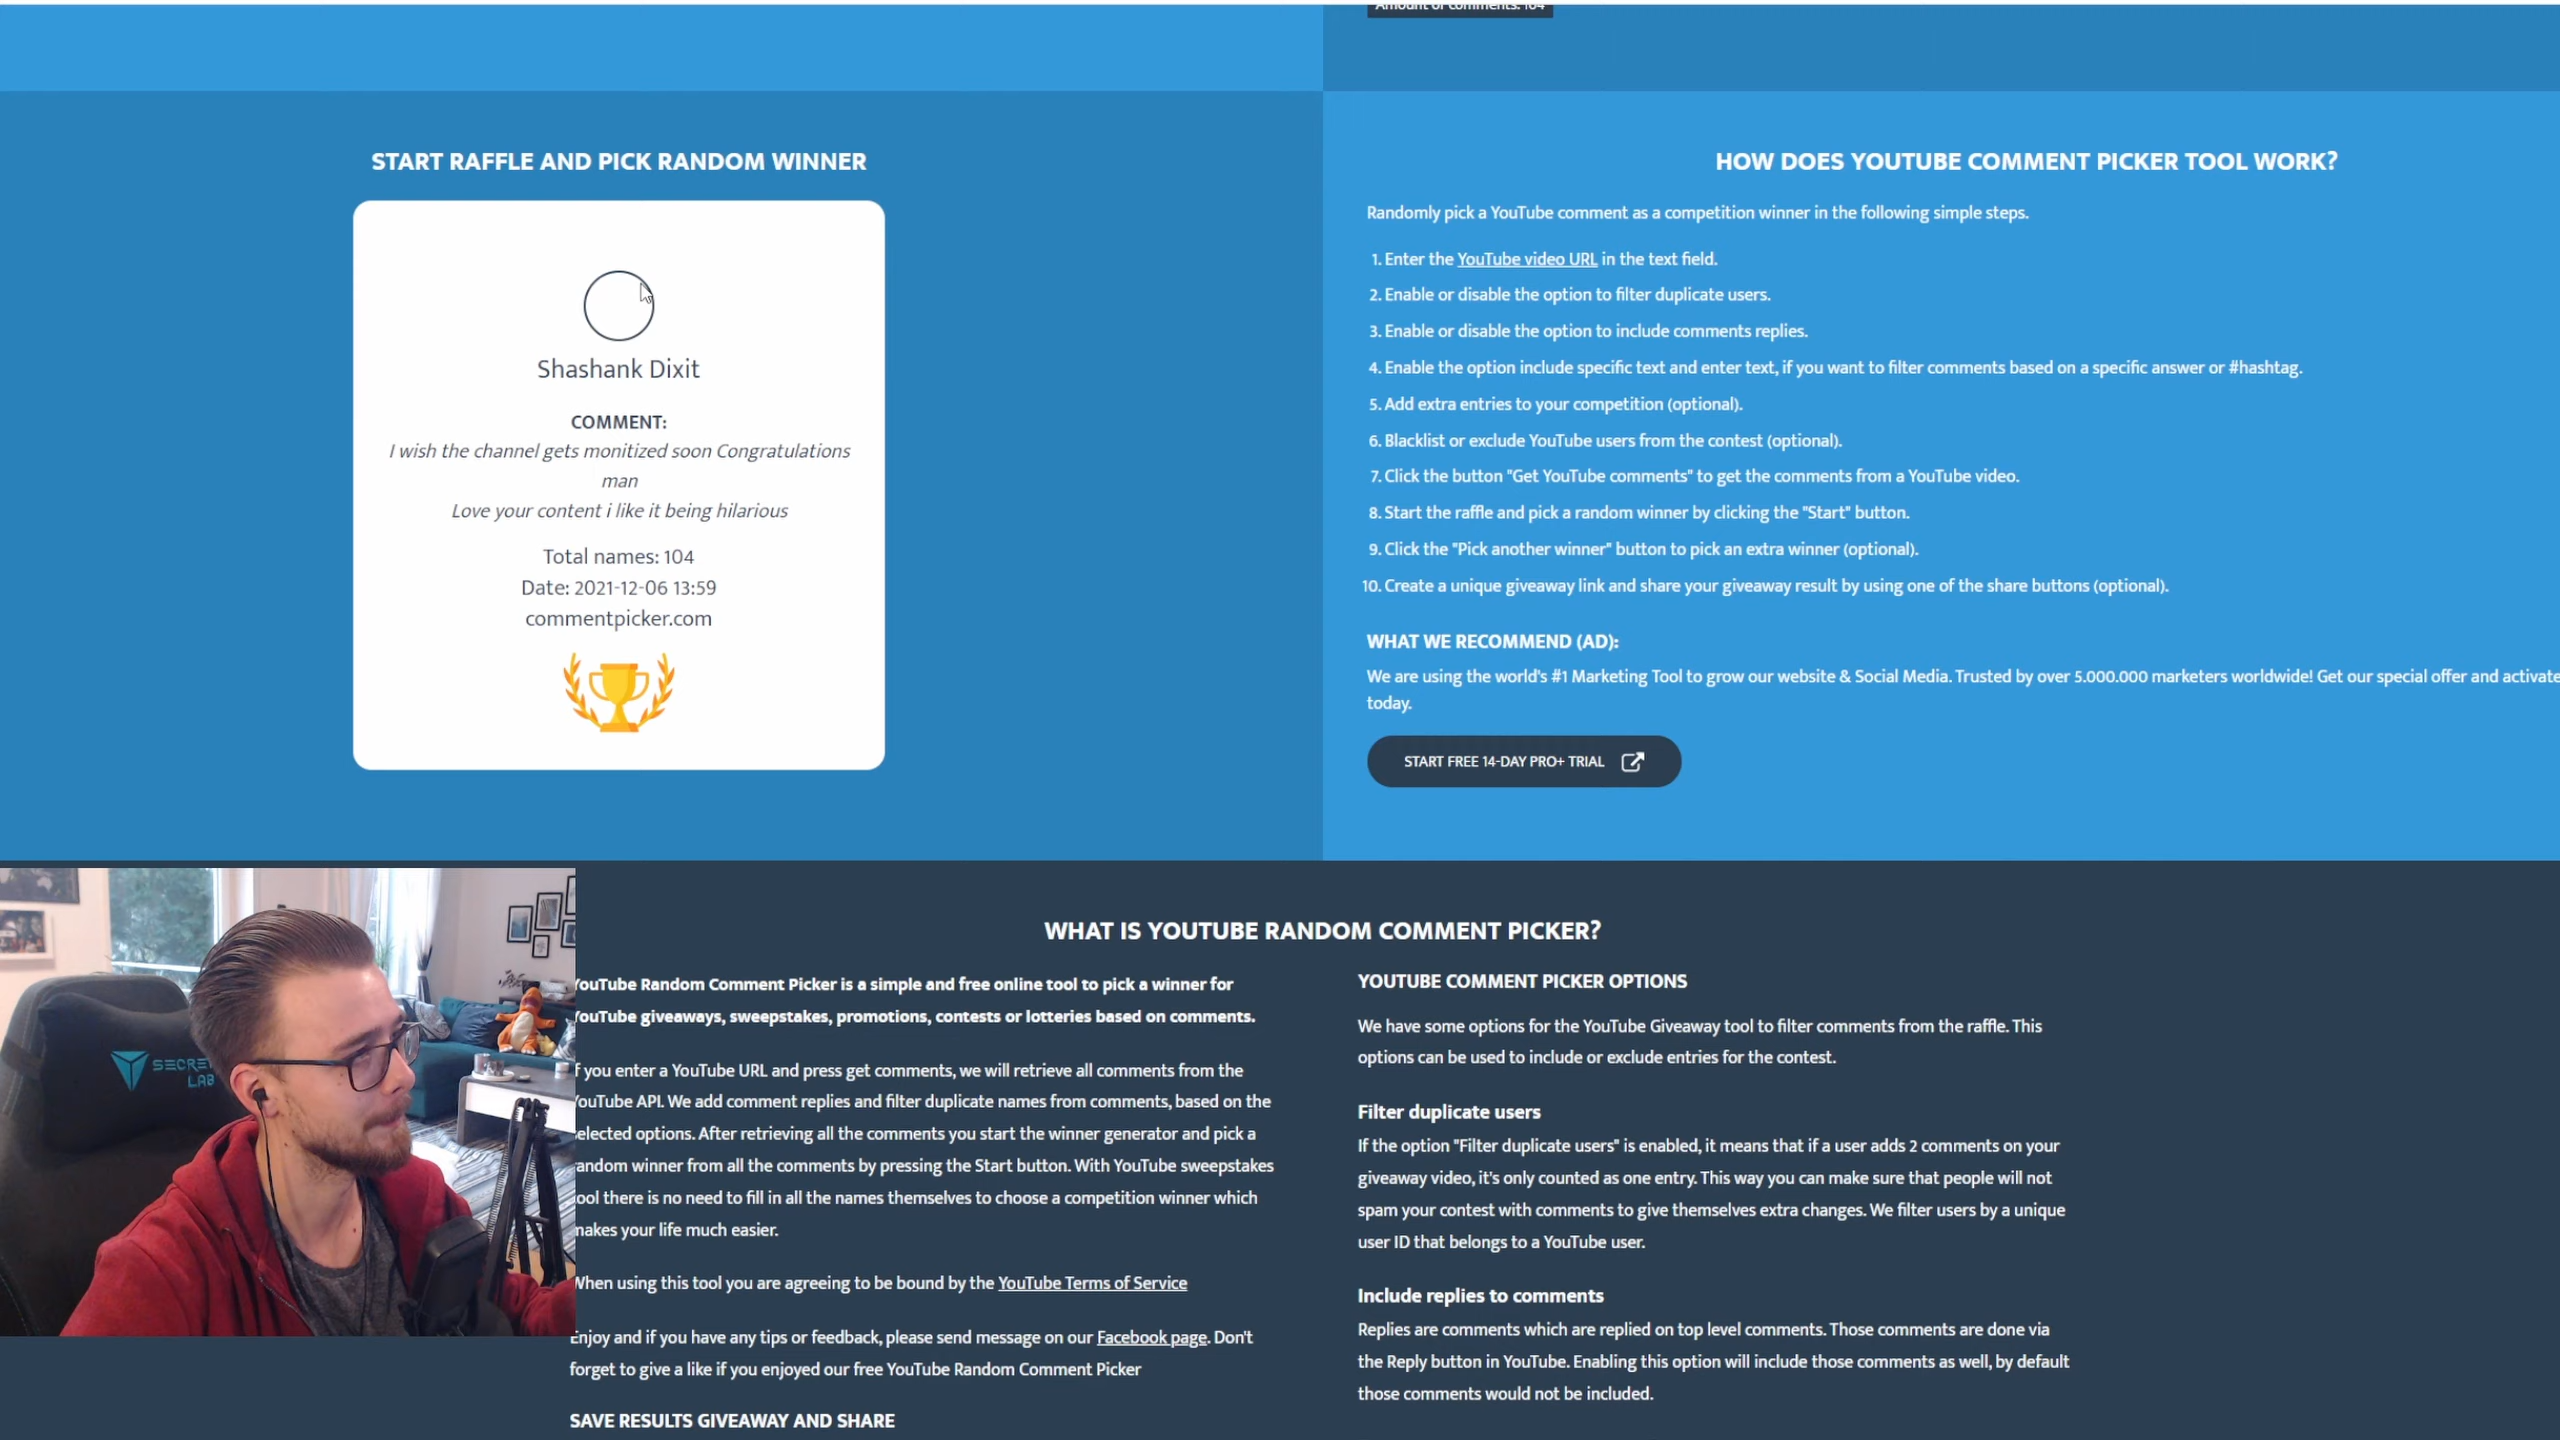 Amount of comments: 104
START RAFFLE AND PICK RANDOM WINNER
Shashank Dixit
COMMENT:
I wish the channel gets monitized soon Congratulations
man
Love your content i like it being hilarious
Total names: 104
Date: 2021-12-06 13:59
commentpicker.com
HOW DOES YOUTUBE COMMENT PICKER TOOL WORK?
Randomly pick a YouTube comment as a competition winner in the following simple steps.
1. Enter the YouTube video URL in the text field.
2. Enable or disable the option to filter duplicate users.
3. Enable or disable the option to include comments replies.
4. Enable the option include specific text and enter text, if you want to filter comments based on a specific answer or #hashtag.
5. Add extra entries to your competition (optional).
6. Blacklist or exclude YouTube users from the contest (optional).
7. Click the button "Get YouTube comments" to get the comments from a YouTube video.
8. Start the raffle and pick a random winner by clicking the "Start" button.
9. Click the "Pick another winner" button to pick an extra winner (optional).
10. Create a unique giveaway link and share your giveaway result by using one of the share buttons (optional).
WHAT WE RECOMMEND (AD):
We are using the world's #1 Marketing Tool to grow our website & Social Media. Trusted by over 5.000.000 marketers worldwide! Get our special offer and activate
today.
START FREE 14-DAY PRO+ TRIAL
WHAT IS YOUTUBE RANDOM COMMENT PICKER?
YouTube Random Comment Picker is a simple and free online tool to pick a winner for
YouTube giveaways, sweepstakes, promotions, contests or lotteries based on comments.
f you enter a YouTube URL and press get comments, we will retrieve all comments from the
YouTube API. We add comment replies and filter duplicate names from comments, based on the
elected options. After retrieving all the comments you start the winner generator and pick a
andom winner from all the comments by pressing the Start button. With YouTube sweepstakes
ool there is no need to fill in all the names themselves to choose a competition winner which
makes your life much easier.
When using this tool you are agreeing to be bound by the YouTube Terms of Service
Enjoy and if you have any tips or feedback, please send message on our Facebook page. Don't
forget to give a like if you enjoyed our free YouTube Random Comment Picker
SAVE RESULTS GIVEAWAY AND SHARE
YOUTUBE COMMENT PICKER OPTIONS
We have some options for the YouTube Giveaway tool to filter comments from the raffle. This
options can be used to include or exclude entries for the contest.
Filter duplicate users
If the option "Filter duplicate users" is enabled, it means that if a user adds 2 comments on your
giveaway video, it's only counted as one entry. This way you can make sure that people will not
spam your contest with comments to give themselves extra changes. We filter users by a unique
user ID that belongs to a YouTube user.
Include replies to comments
Replies are comments which are replied on top level comments. Those comments are done via
the Reply button in YouTube. Enabling this option will include those comments as well, by default
those comments would not be included.
SECRET
LAB